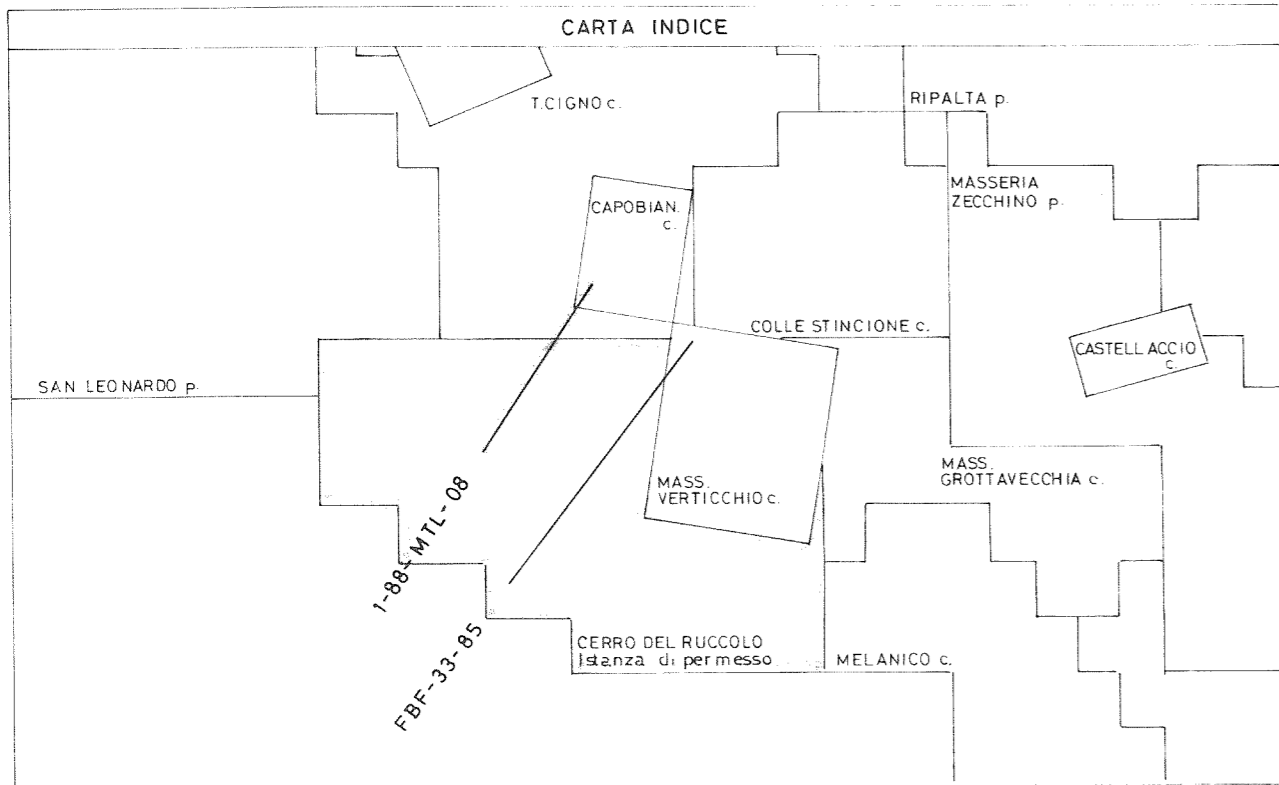 CARTA INDICE
T. CIGNO c.
RIPALTA p.
CAPOBIAN.
c.
MASSERIA
ZECCHINO p.
COLLE STINCIONE c.
CASTELLACCIO
c.
SAN LEONARDO p.
MASS.
VERTICCHIO c.
MASS.
GROTTAVECCHIA c.
1-88-MTL-08
FBF-33-85
CERRO DEL RUCCOLO
Istanza di permesso
MELANICO c.